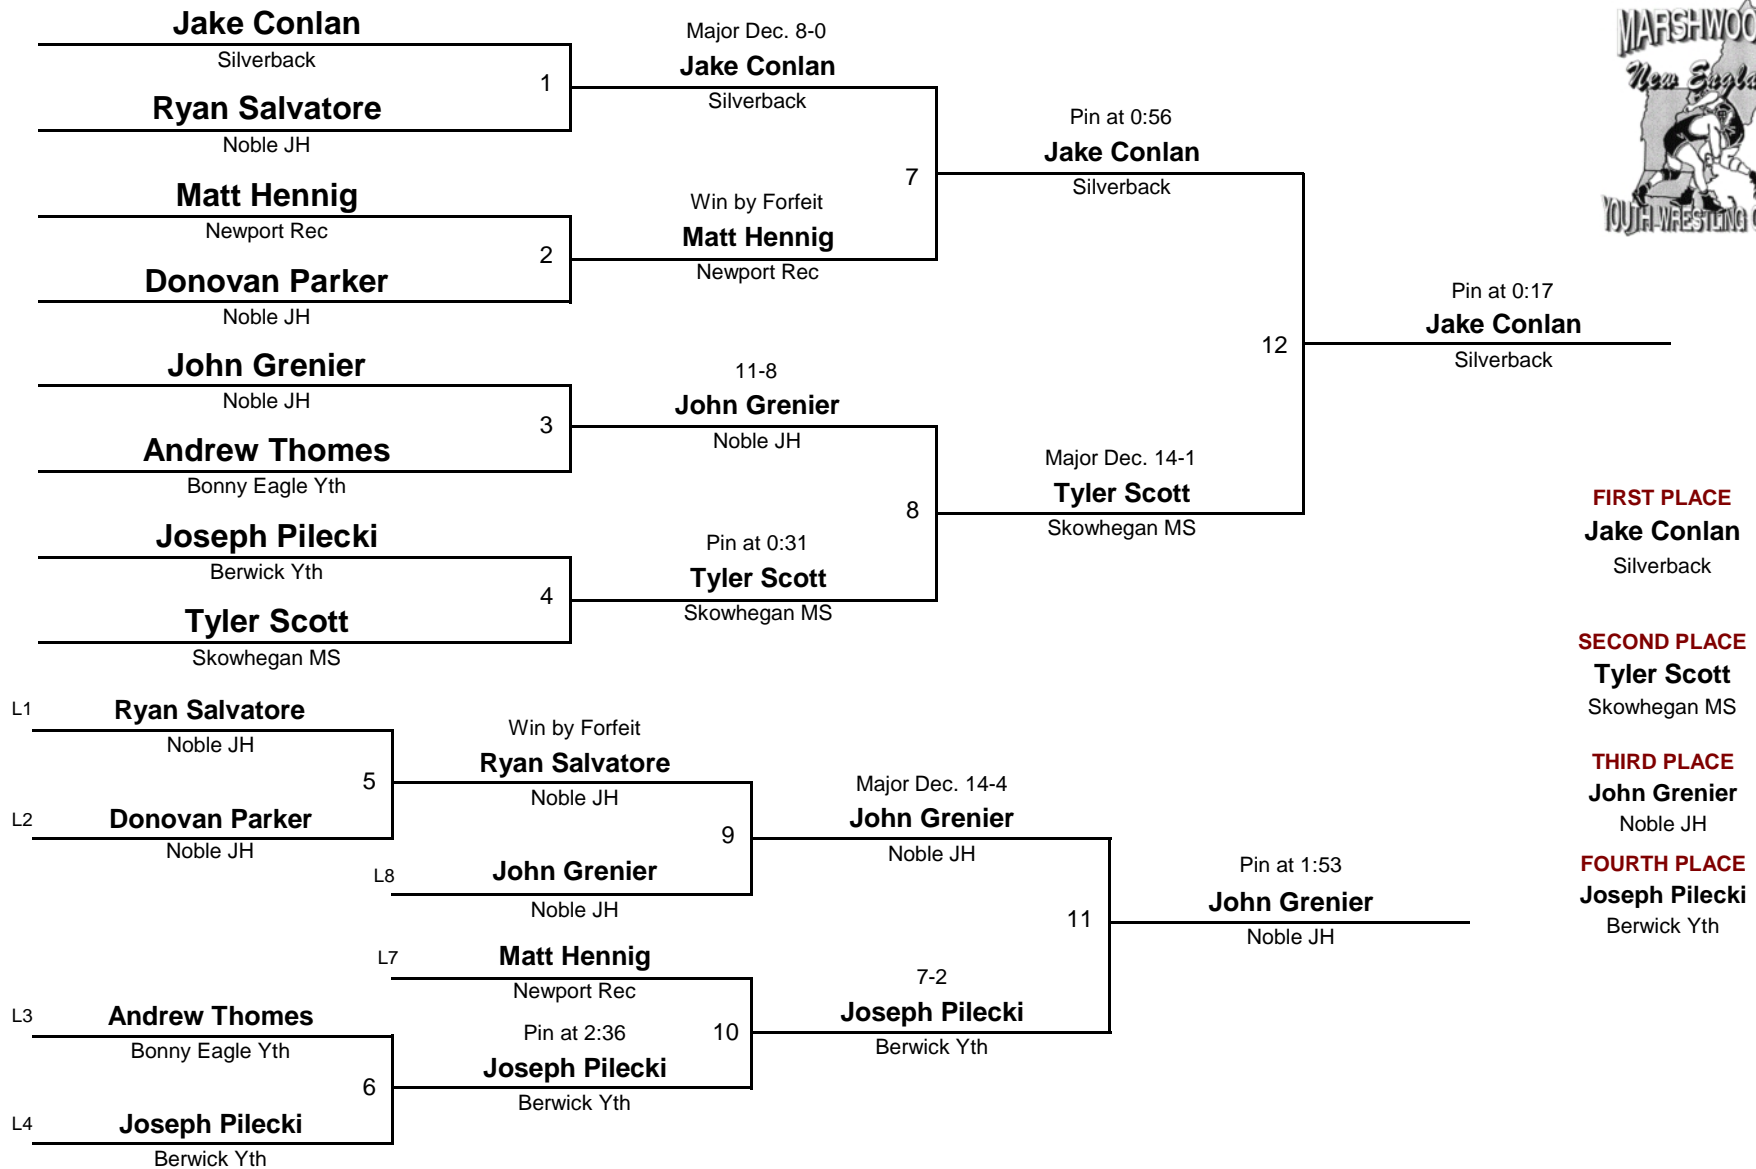 Jake Conlan
Silverback
1
Ryan Salvatore
Noble JH
Matt Hennig
Newport Rec
2
Donovan Parker
Noble JH
John Grenier
Noble JH
3
Andrew Thomes
Bonny Eagle Yth
Joseph Pilecki
Berwick Yth
4
Tyler Scott
Skowhegan MS
Major Dec. 8-0
Jake Conlan
Silverback
7
Win by Forfeit
Matt Hennig
Newport Rec
11-8
John Grenier
Noble JH
8
Pin at 0:31
Tyler Scott
Skowhegan MS
Pin at 0:56
Jake Conlan
Silverback
12
Major Dec. 14-1
Tyler Scott
Skowhegan MS
Pin at 0:17
Jake Conlan
Silverback
L1
Ryan Salvatore
Noble JH
5
L2
Donovan Parker
Noble JH
L3
Andrew Thomes
Bonny Eagle Yth
6
L4
Joseph Pilecki
Berwick Yth
Win by Forfeit
Ryan Salvatore
Noble JH
9
L8
John Grenier
Noble JH
L7
Matt Hennig
Newport Rec
10
Pin at 2:36
Joseph Pilecki
Berwick Yth
Major Dec. 14-4
John Grenier
Noble JH
11
7-2
Joseph Pilecki
Berwick Yth
Pin at 1:53
John Grenier
Noble JH
New
YOUTH WRESTLING
FIRST PLACE
Jake Conlan
Silverback
SECOND PLACE
Tyler Scott
Skowhegan MS
THIRD PLACE
John Grenier
Noble JH
FOURTH PLACE
Joseph Pilecki
Berwick Yth